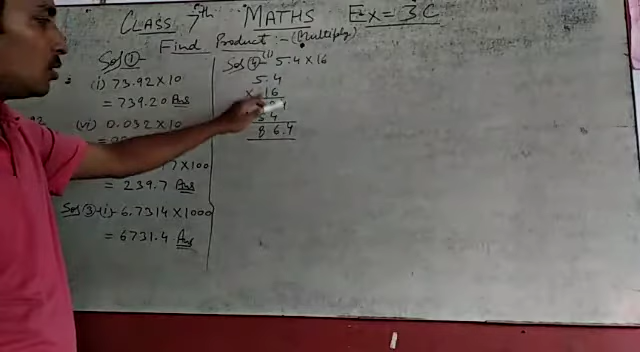 CLASS 7th MATHS Ex = 3C
Find Product :- (Multiply)
Sol ①-
(i) 73.92 X 10
= 739.20 Ans
(vi) 0.032 X 10
7 X 100
= 239.7 Ans
Sol ③-(i)- 6.7314 X 1000
= 6731.4 Ans
(i) 5.4 X 16
5.4
X 16
54
86.4